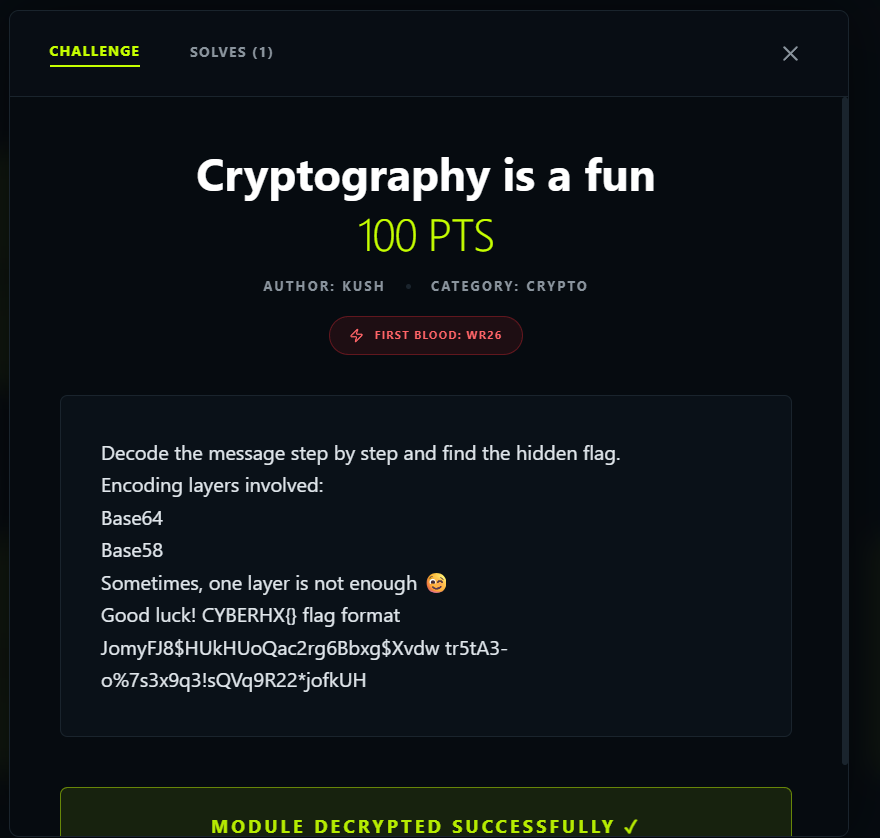 CHALLENGE
SOLVES (1)
Cryptography is a fun
100 PTS
AUTHOR: KUSH • CATEGORY: CRYPTO
FIRST BLOOD: WR26
Decode the message step by step and find the hidden flag.
Encoding layers involved:
Base64
Base58
Sometimes, one layer is not enough 😉
Good luck! CYBERHX{} flag format
JomyFJ8$HUkHUoQac2rg6Bbxg$Xvdw tr5tA3-
o%7s3x9q3!sQVq9R22*jofkUH
MODULE DECRYPTED SUCCESSFULLY ✓